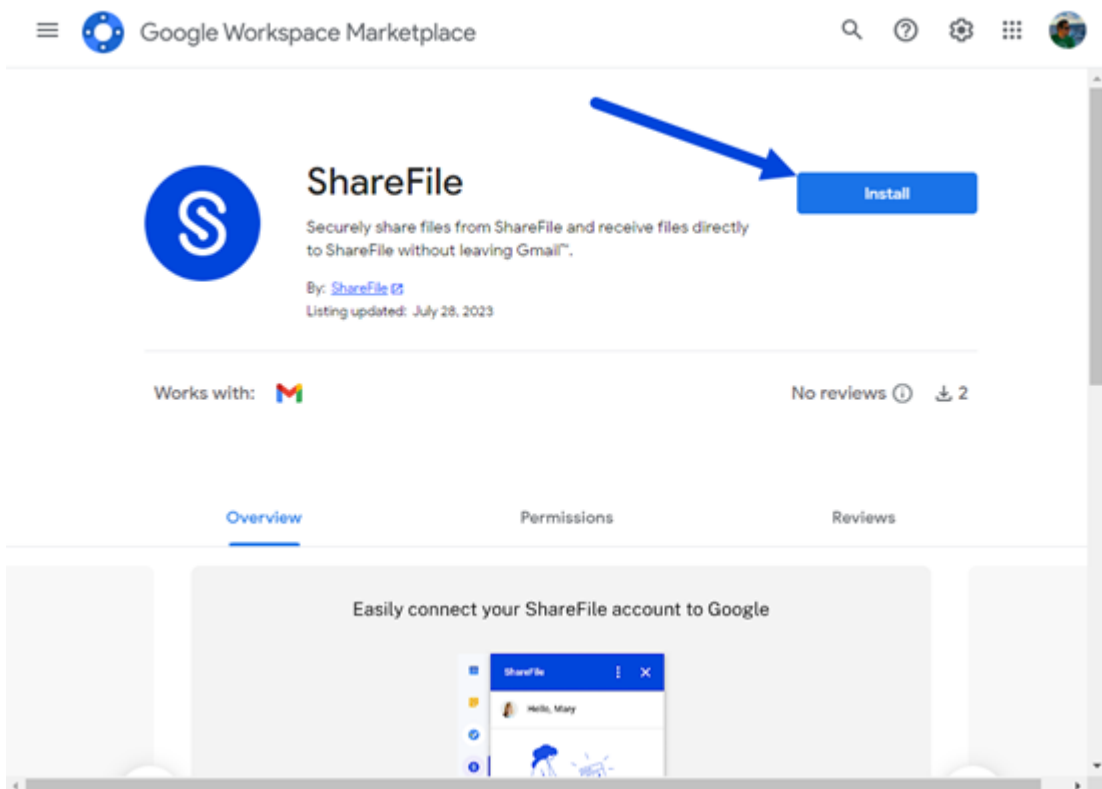 Google Workspace Marketplace
ShareFile
Install
Securely share files from ShareFile and receive files directly
to ShareFile without leaving Gmail™.
By: ShareFile
Listing updated: July 28, 2023
Works with:
No reviews
2
Overview
Permissions
Reviews
Easily connect your ShareFile account to Google
ShareFile
Hello, Mary